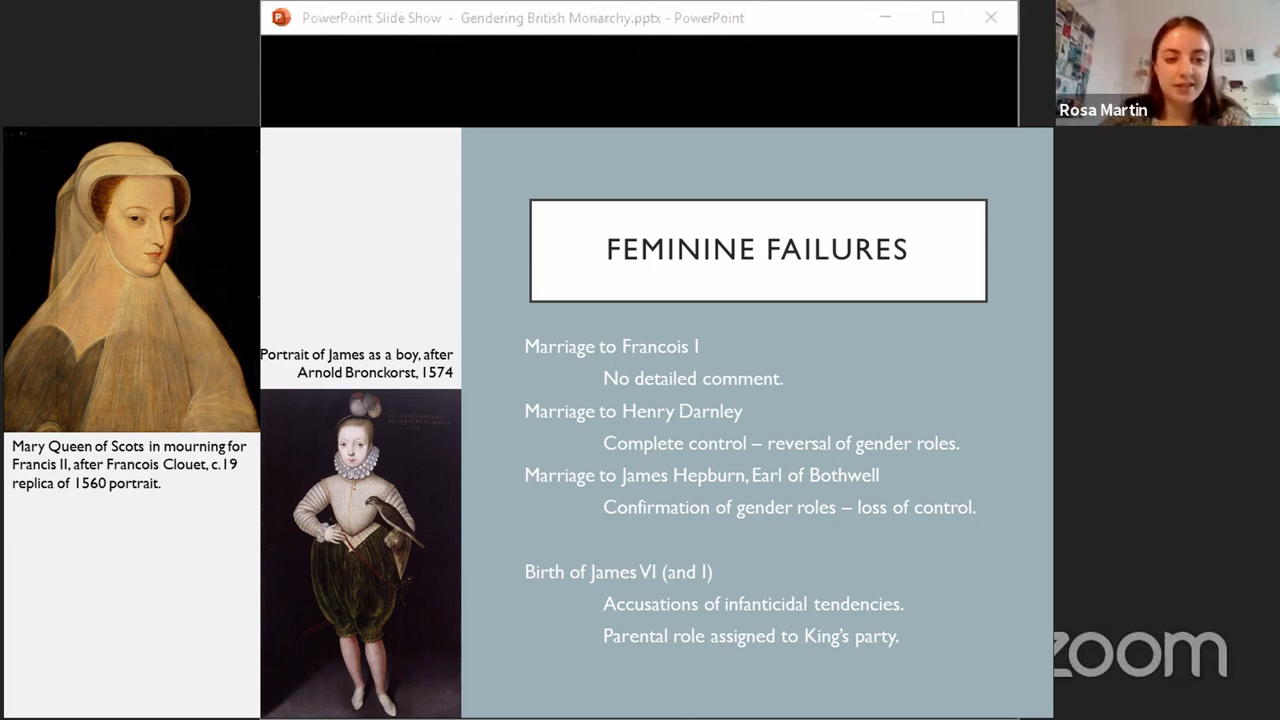 PowerPoint Slide Show - Gendering British Monarchy.pptx - PowerPoint
Rosa Martin
FEMININE FAILURES
Marriage to Francois I
No detailed comment.
Marriage to Henry Darnley
Complete control – reversal of gender roles.
Marriage to James Hepburn, Earl of Bothwell
Confirmation of gender roles – loss of control.
Birth of James VI (and I)
Accusations of infanticidal tendencies.
Parental role assigned to King's party.
Portrait of James as a boy, after
Arnold Bronckorst, 1574
Mary Queen of Scots in mourning for
Francis II, after Francois Clouet, c.19
replica of 1560 portrait.
zoom